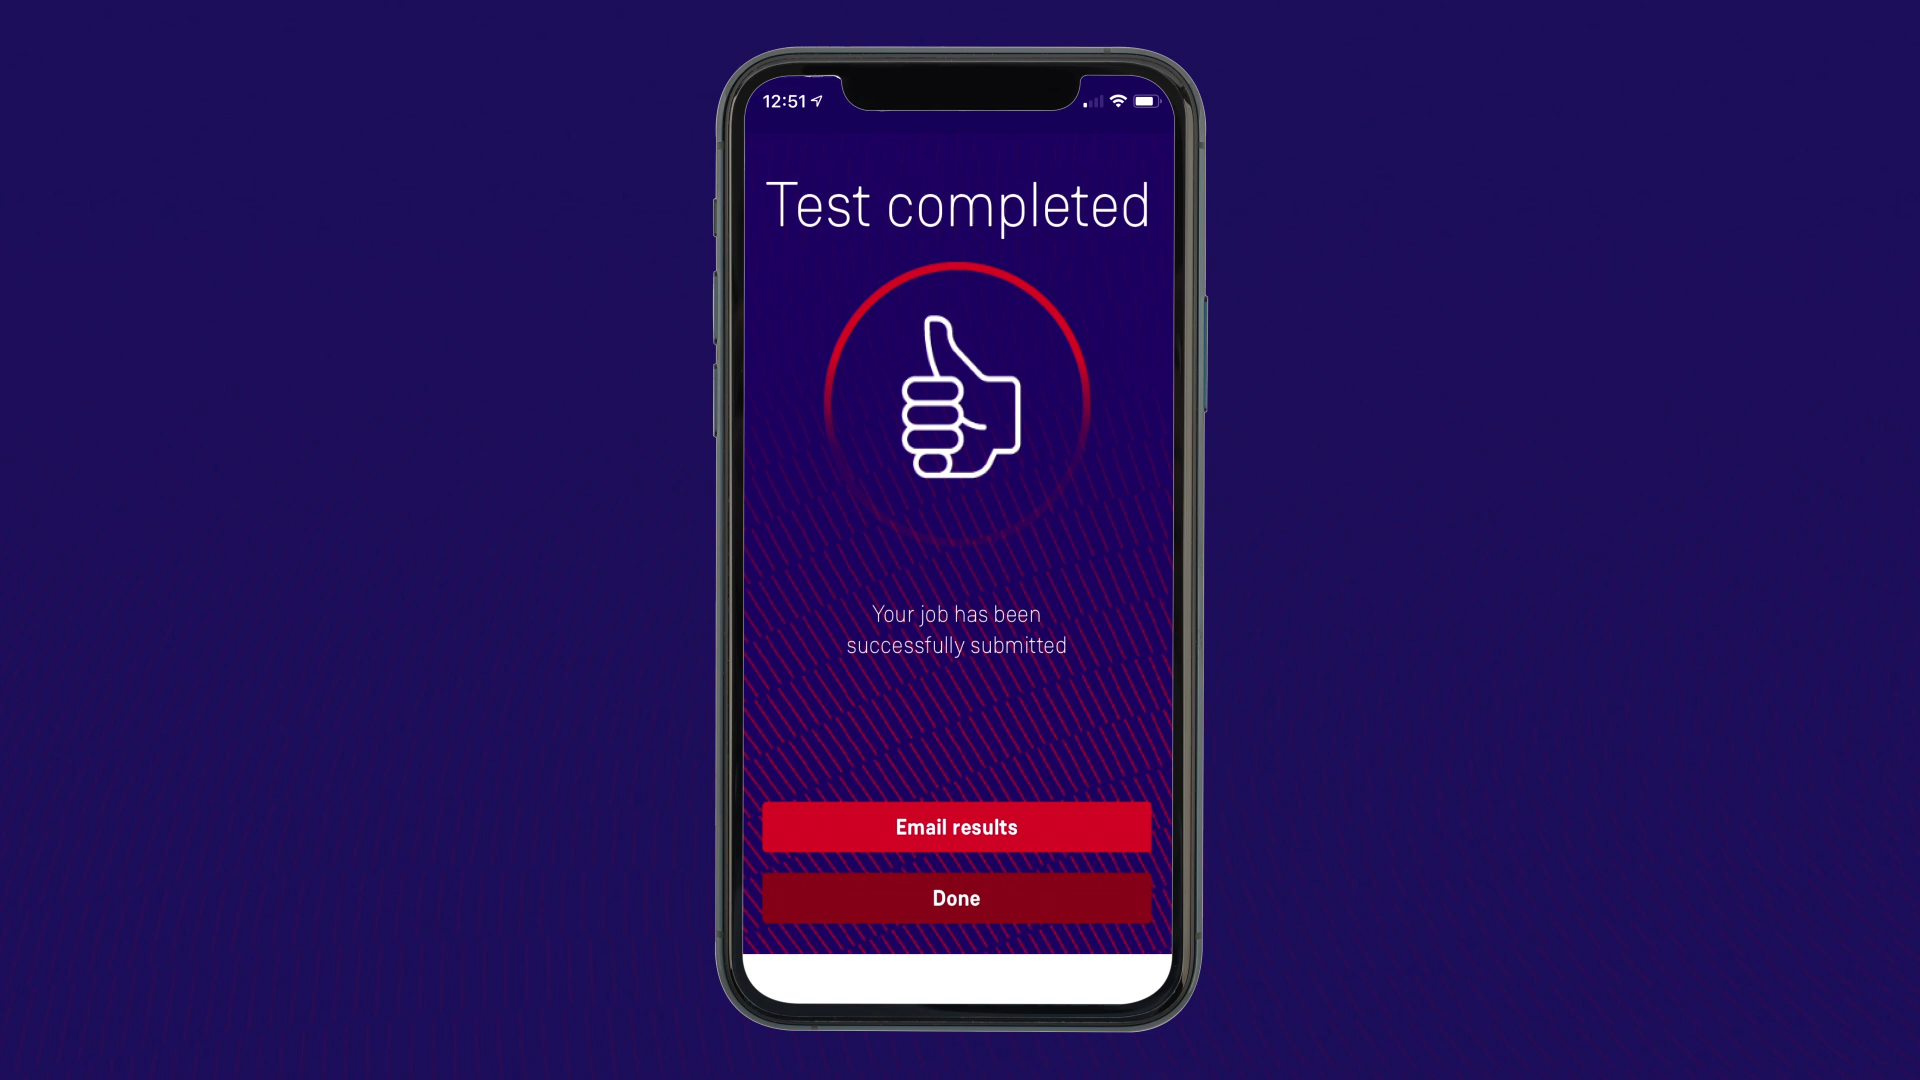 12:51
Test completed
Your job has been
successfully submitted
Email results
Done